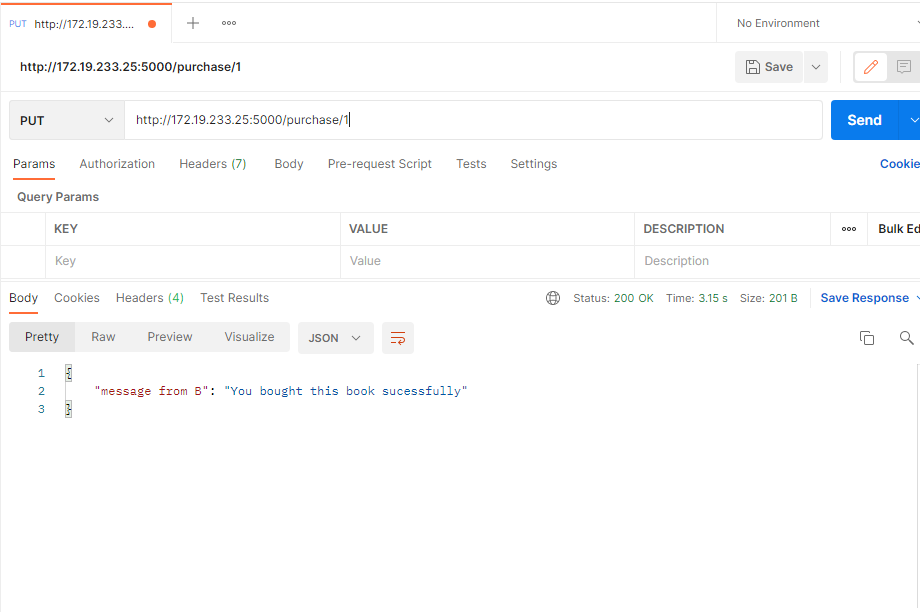 PUT http://172.19.233....
No Environment
http://172.19.233.25:5000/purchase/1
Save
PUT
http://172.19.233.25:5000/purchase/1
Send
Params Authorization Headers (7) Body Pre-request Script Tests Settings Cookie
Query Params
KEY VALUE DESCRIPTION Bulk Ed
Key Value Description
Body Cookies Headers (4) Test Results Status: 200 OK Time: 3.15 s Size: 201 B Save Response
Pretty Raw Preview Visualize JSON
1 {
2 "message from B": "You bought this book sucessfully"
3 }